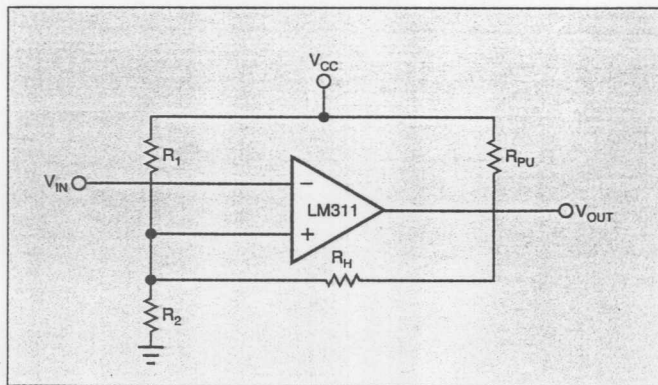 V_CC
R_1
R_PU
V_IN
−
LM311
V_OUT
+
R_H
R_2